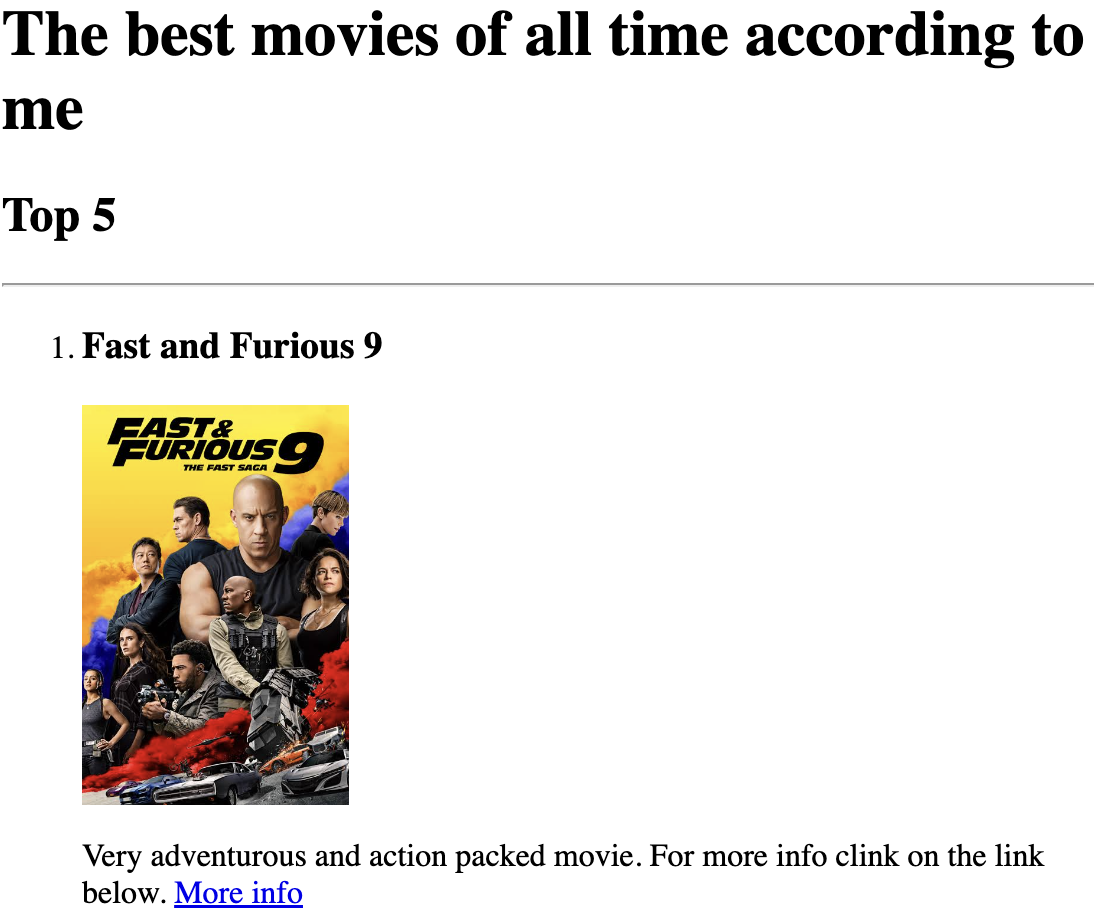 The best movies of all time according to
me
Top 5
1. Fast and Furious 9
FAST&
FURIOUS 9
THE FAST SAGA
Very adventurous and action packed movie. For more info clink on the link
below. More info